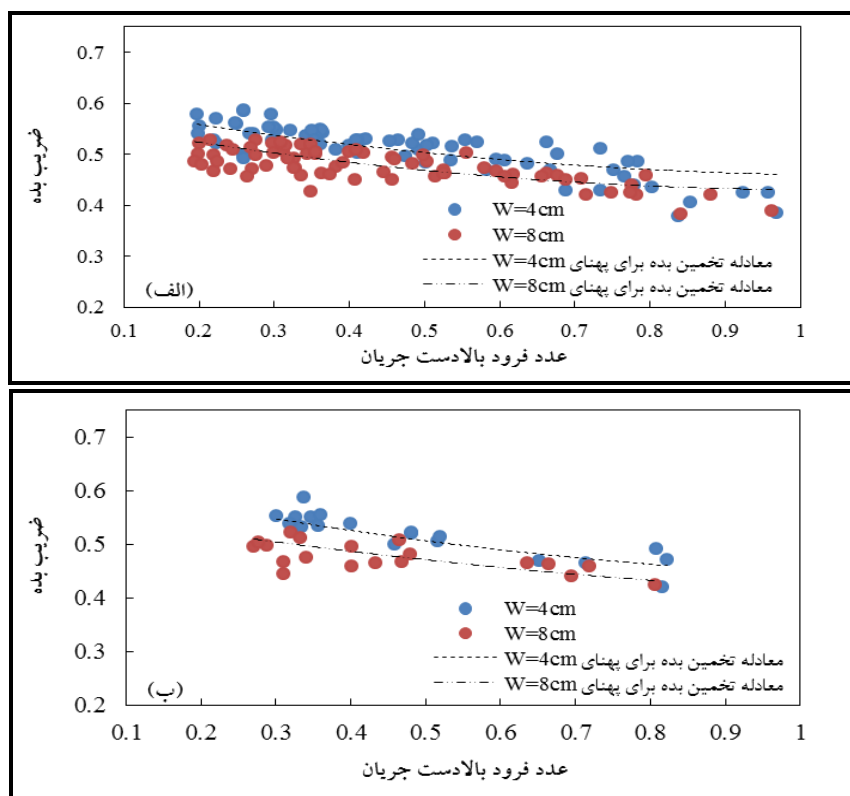 ضریب بده
0.7
0.6
0.5
0.4
0.3
0.2
W=4cm
W=8cm
معادله تخمین بده برای پهنای W=4cm
معادله تخمین بده برای پهنای W=8cm
(الف)
0.1 0.2 0.3 0.4 0.5 0.6 0.7 0.8 0.9 1
عدد فرود بالادست جریان
ضریب بده
0.7
0.6
0.5
0.4
0.3
0.2
W=4cm
W=8cm
معادله تخمین بده برای پهنای W=4cm
معادله تخمین بده برای پهنای W=8cm
(ب)
0.1 0.2 0.3 0.4 0.5 0.6 0.7 0.8 0.9 1
عدد فرود بالادست جریان